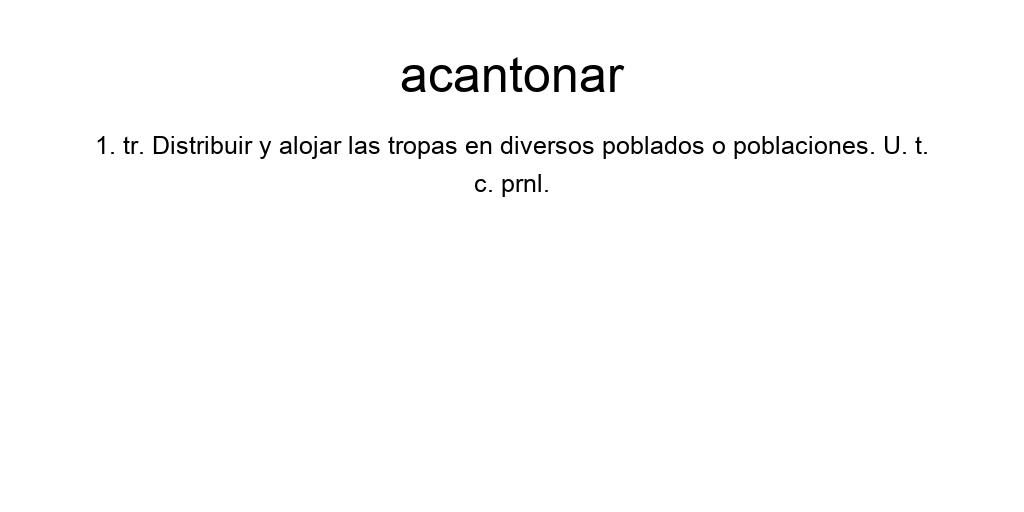 acantonar
1. tr. Distribuir y alojar las tropas en diversos poblados o poblaciones. U. t.
c. prnl.